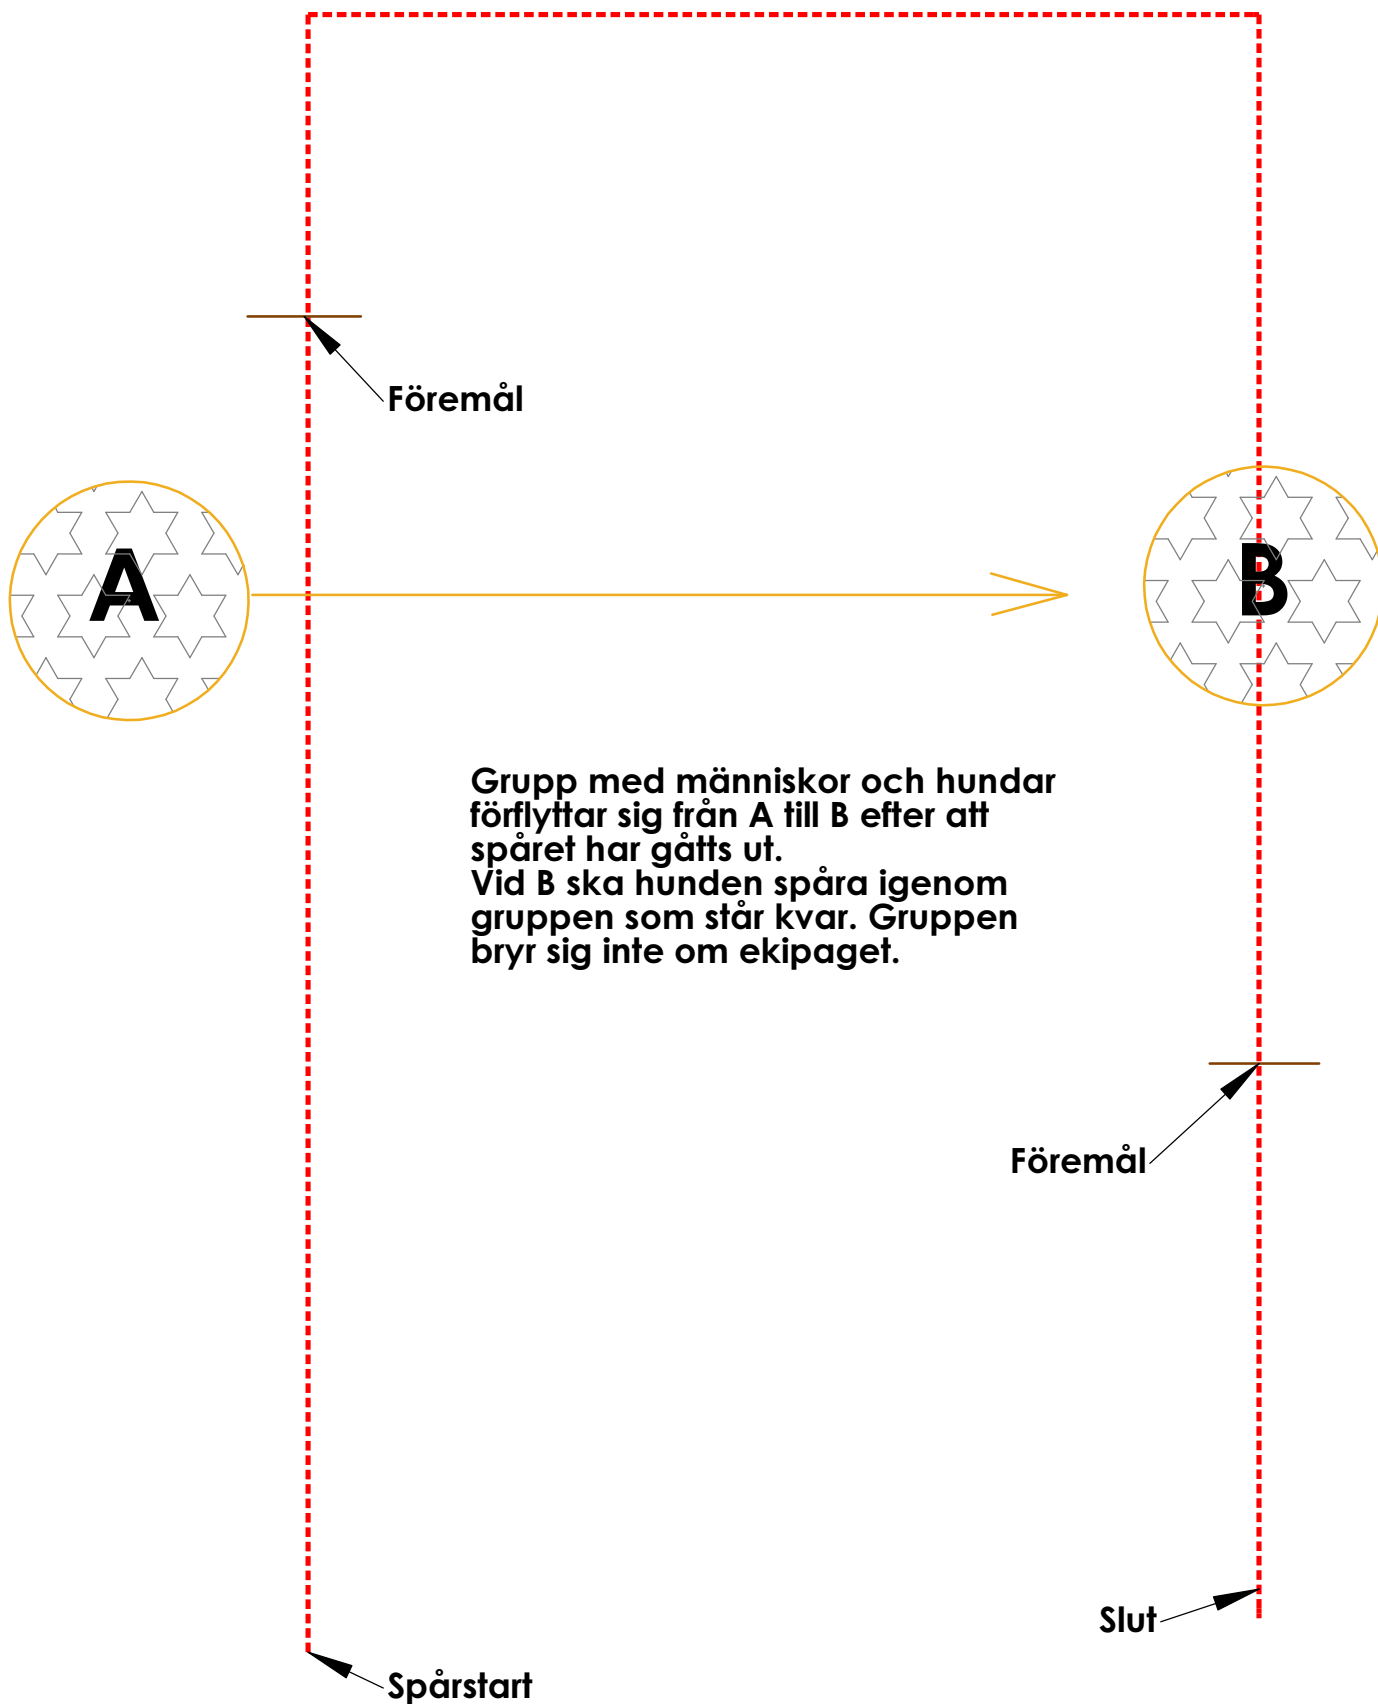 Föremål
A
B
Grupp med människor och hundar
förflyttar sig från A till B efter att
spåret har gåtts ut.
Vid B ska hunden spåra igenom
gruppen som står kvar. Gruppen
bryr sig inte om ekipaget.
Föremål
Slut
Spårstart